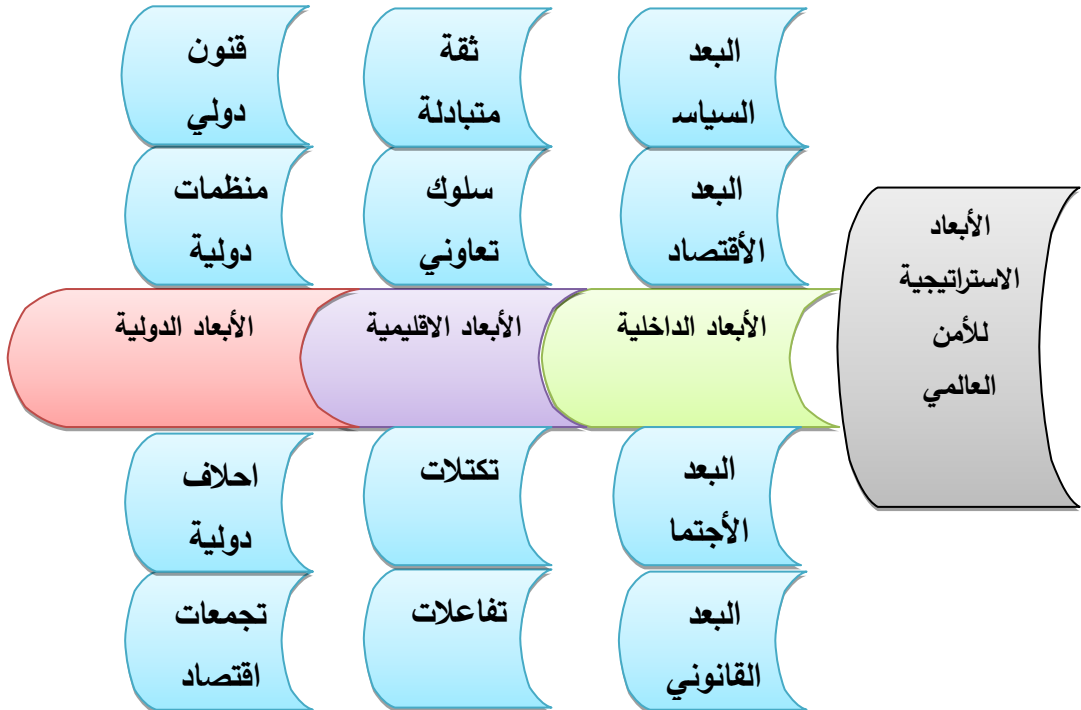 الأبعاد
الاستراتيجية
للأمن
العالمي
الأبعاد الداخلية
البعد
السياسـ
البعد
الأقتصاد
البعد
الأجتما
البعد
القانوني
الأبعاد الاقليمية
ثقة
متبادلة
سلوك
تعاوني
تكتلات
تفاعلات
الأبعاد الدولية
قنون
دولي
منظمات
دولية
احلاف
دولية
تجمعات
اقتصاد